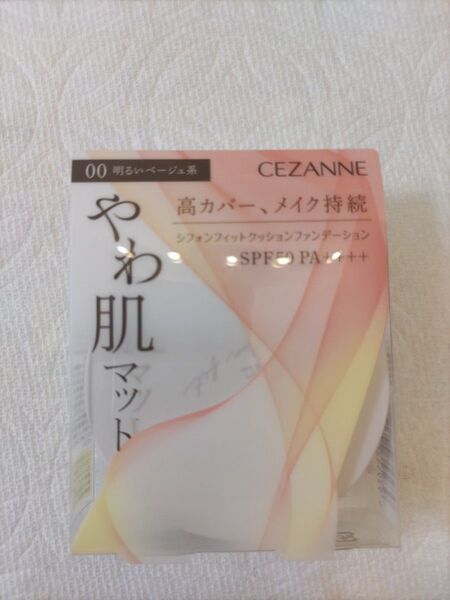 00 明るいベージュ系
CEZANNE
やわ肌マット
高カバー、メイク持続
シフォンフィットクッションファンデーション
SPF50 PA++++